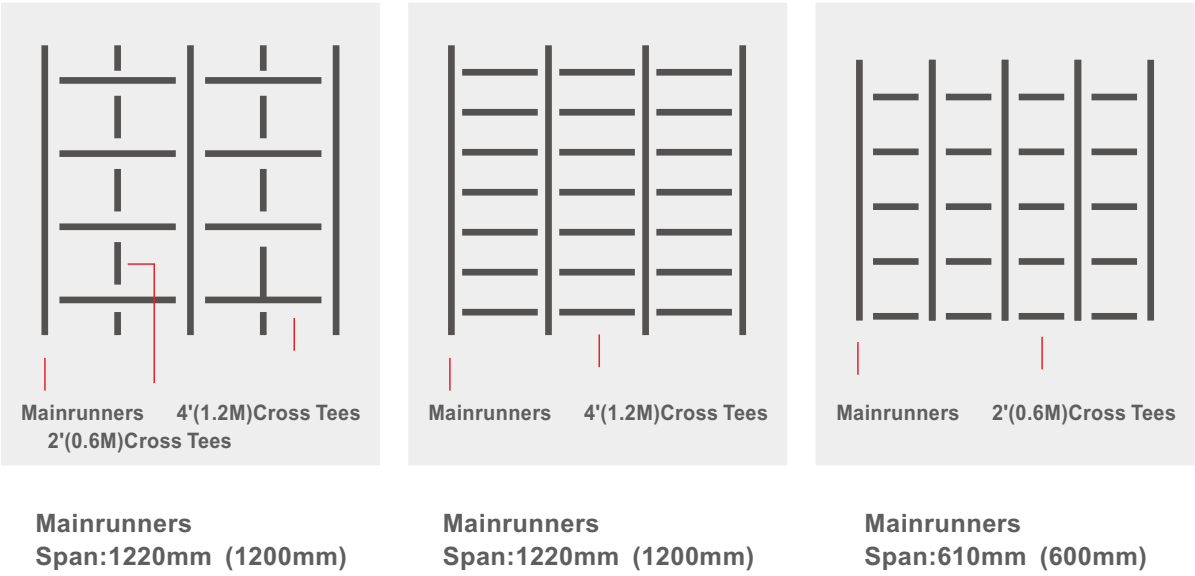 Mainrunners 4'(1.2M)Cross Tees
2'(0.6M)Cross Tees
Mainrunners
Span:1220mm (1200mm)
Mainrunners 4'(1.2M)Cross Tees
Mainrunners
Span:1220mm (1200mm)
Mainrunners 2'(0.6M)Cross Tees
Mainrunners
Span:610mm (600mm)